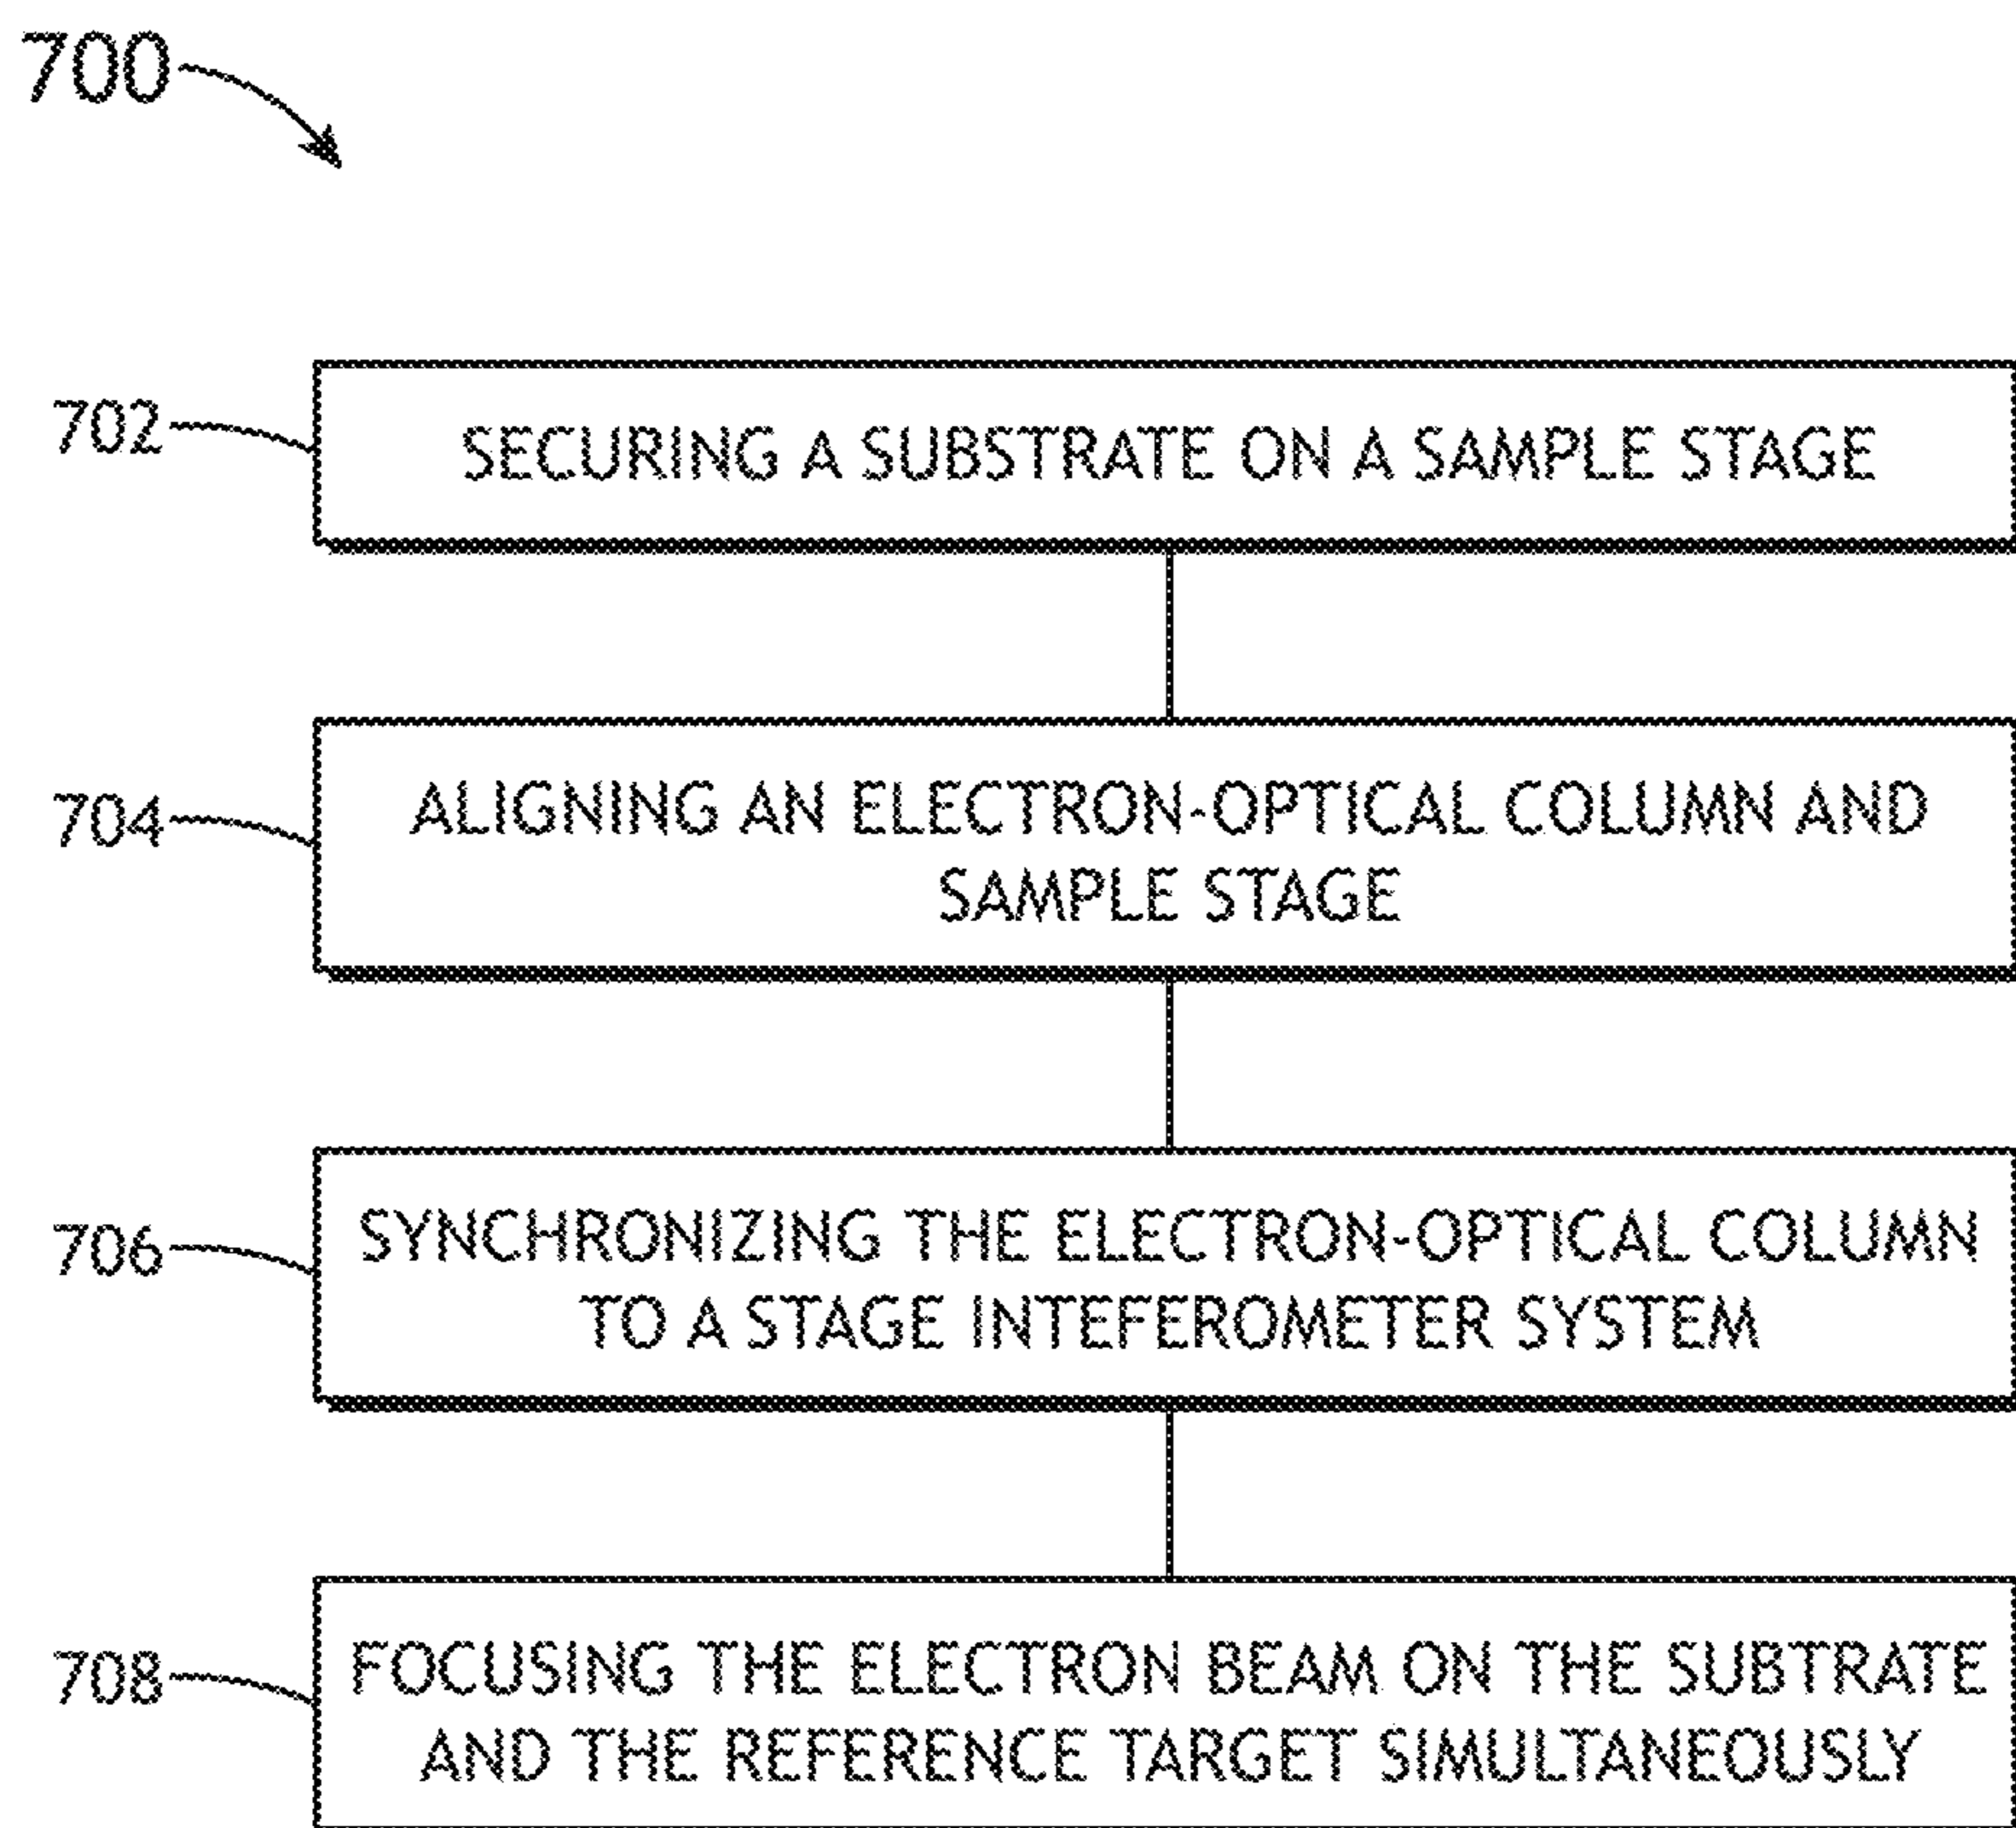 700
702
SECURING A SUBSTRATE ON A SAMPLE STAGE
704
ALIGNING AN ELECTRON-OPTICAL COLUMN AND
SAMPLE STAGE
706
SYNCHRONIZING THE ELECTRON-OPTICAL COLUMN
TO A STAGE INTEFEROMETER SYSTEM
708
FOCUSING THE ELECTRON BEAM ON THE SUBTRATE
AND THE REFERENCE TARGET SIMULTANEOUSLY